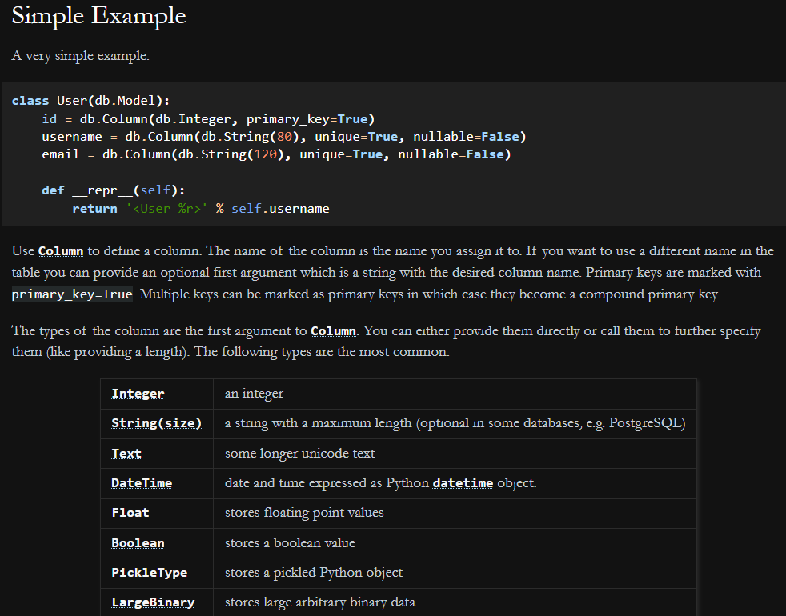 Simple Example
A very simple example.
class User(db.Model):
    id = db.Column(db.Integer, primary_key=True)
    username = db.Column(db.String(80), unique=True, nullable=False)
    email = db.Column(db.String(120), unique=True, nullable=False)
    def __repr__(self):
        return '<User %r>' % self.username
Use Column to define a column. The name of the column is the name you assign it to. If you want to use a different name in the
table you can provide an optional first argument which is a string with the desired column name. Primary keys are marked with
primary_key=True. Multiple keys can be marked as primary keys in which case they become a compound primary key.
The types of the column are the first argument to Column. You can either provide them directly or call them to further specify
them (like providing a length). The following types are the most common:
Integer an integer
String(size) a string with a maximum length (optional in some databases, e.g. PostgreSQL)
Text some longer unicode text
DateTime date and time expressed as Python datetime object.
Float stores floating point values
Boolean stores a boolean value
PickleType stores a pickled Python object
LargeBinary stores large arbitrary binary data